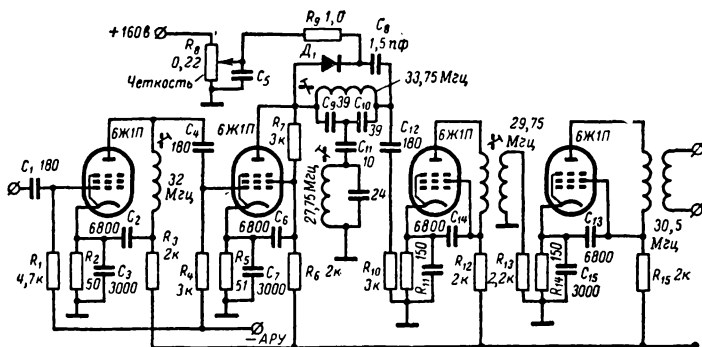 +160в
R8
0,22
Четкость
C5
R9 1,0
C8
1,5 пф
Д1
33,75 Мгц
C9 39
C10
39
C11
10
24
27,75 Мгц
6Ж1П
C1 180
32
Мгц
C4
180
6800
C2
R1
4,7к
R2
50
C3
3000
R3
2к
6Ж1П
R7
3к
6800
C6
R4
3к
R5
51
C7
3000
R6 2к
–АРУ
C12
180
6Ж1П
6800
C14
R10
3к
150
R11
R12
2к
29,75
Мгц
6Ж1П
C13
6800
R13
2,2к
150
R14
C15
3000
R15 2к
30,5
Мгц